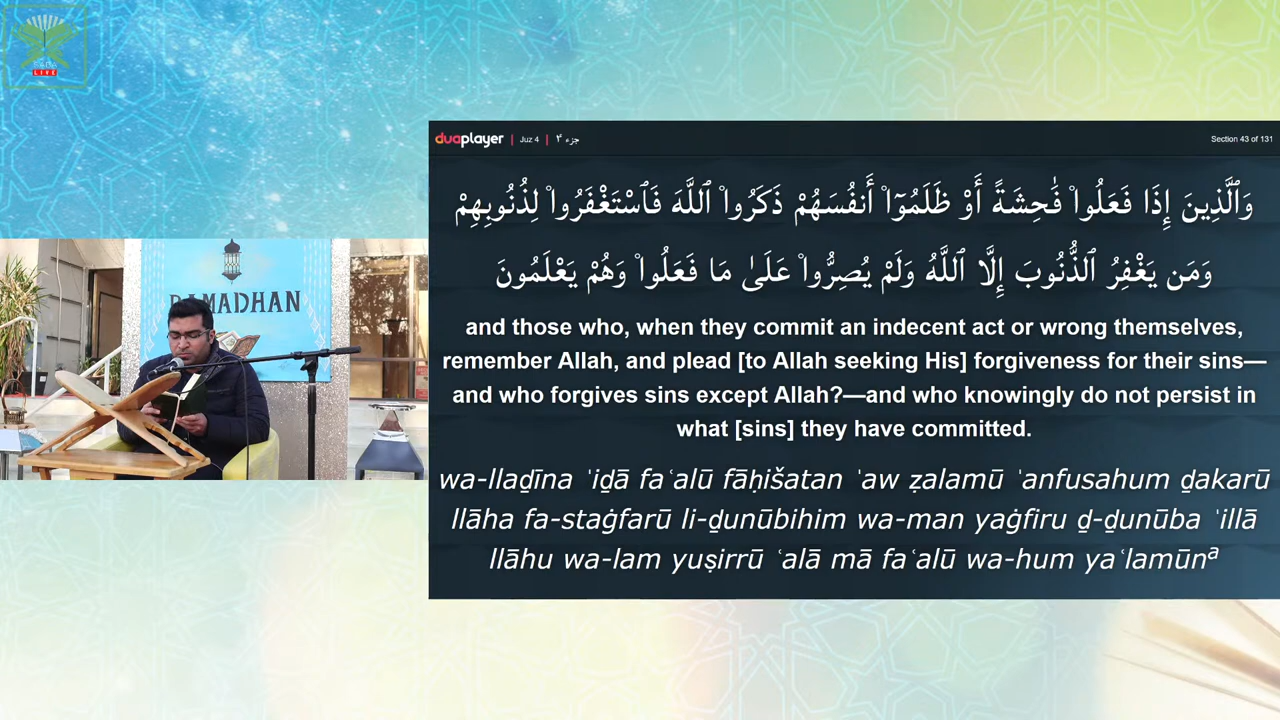 LIVE
duaplayer | Juz 4 | جزء ۴
Section 43 of 131
وَٱلَّذِينَ إِذَا فَعَلُوا۟ فَـٰحِشَةً أَوْ ظَلَمُوٓا۟ أَنفُسَهُمْ ذَكَرُوا۟ ٱللَّهَ فَٱسْتَغْفَرُوا۟ لِذُنُوبِهِمْ
وَمَن يَغْفِرُ ٱلذُّنُوبَ إِلَّا ٱللَّهُ وَلَمْ يُصِرُّوا۟ عَلَىٰ مَا فَعَلُوا۟ وَهُمْ يَعْلَمُونَ
and those who, when they commit an indecent act or wrong themselves,
remember Allah, and plead [to Allah seeking His] forgiveness for their sins—
and who forgives sins except Allah?—and who knowingly do not persist in
what [sins] they have committed.
wa-llaḏīna ʾiḏā faʿalū fāḥišatan ʾaw ẓalamū ʾanfusahum ḏakarū
llāha fa-staġfarū li-ḏunūbihim wa-man yaġfiru ḏ-ḏunūba ʾillā
llāhu wa-lam yuṣirrū ʿalā mā faʿalū wa-hum yaʿlamūnᵃ
RAMADHAN